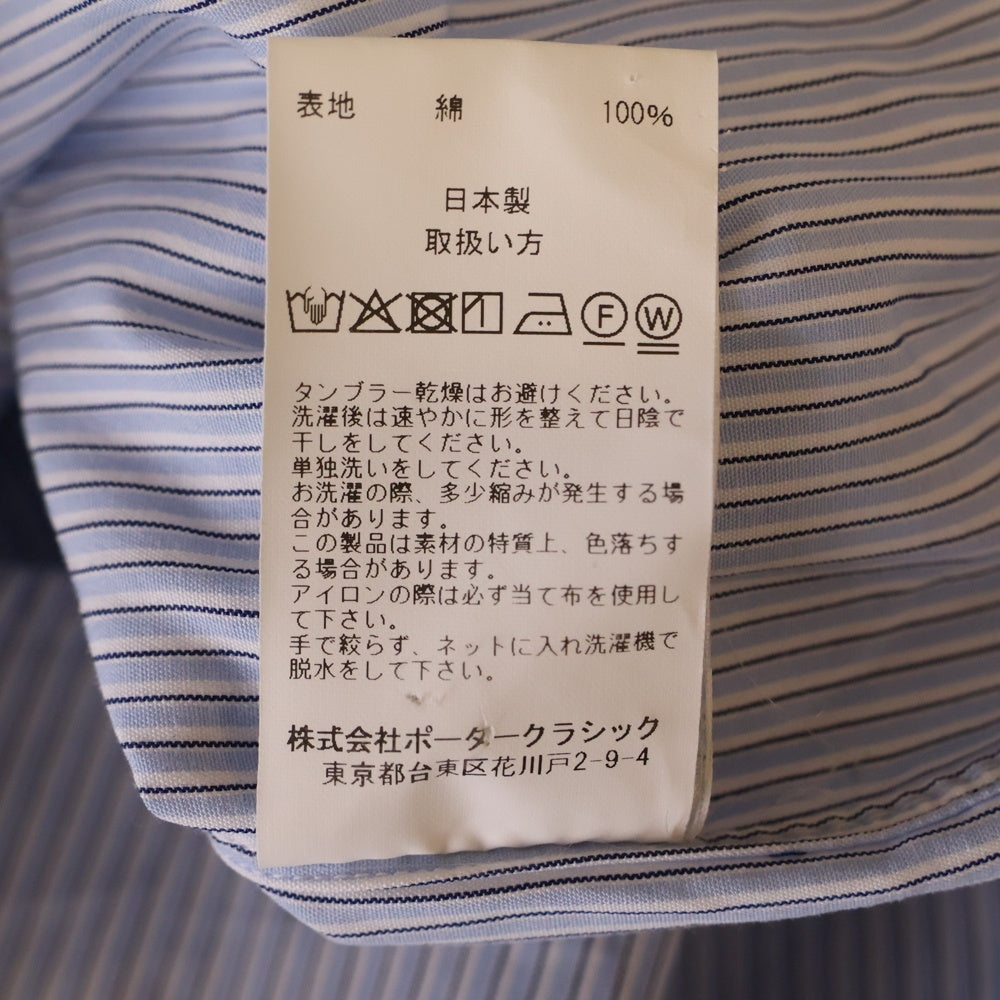 表地 綿 100%
日本製
取扱い方
F W
タンブラー乾燥はお避けください。
洗濯後は速やかに形を整えて日陰で
干しをしてください。
単独洗いをしてください。
お洗濯の際、多少縮みが発生する場
合があります。
この製品は素材の特質上、色落ちす
る場合があります。
アイロンの際は必ず当て布を使用し
て下さい。
手で絞らず、ネットに入れ洗濯機で
脱水をして下さい。
株式会社ポータークラシック
東京都台東区花川戸2-9-4